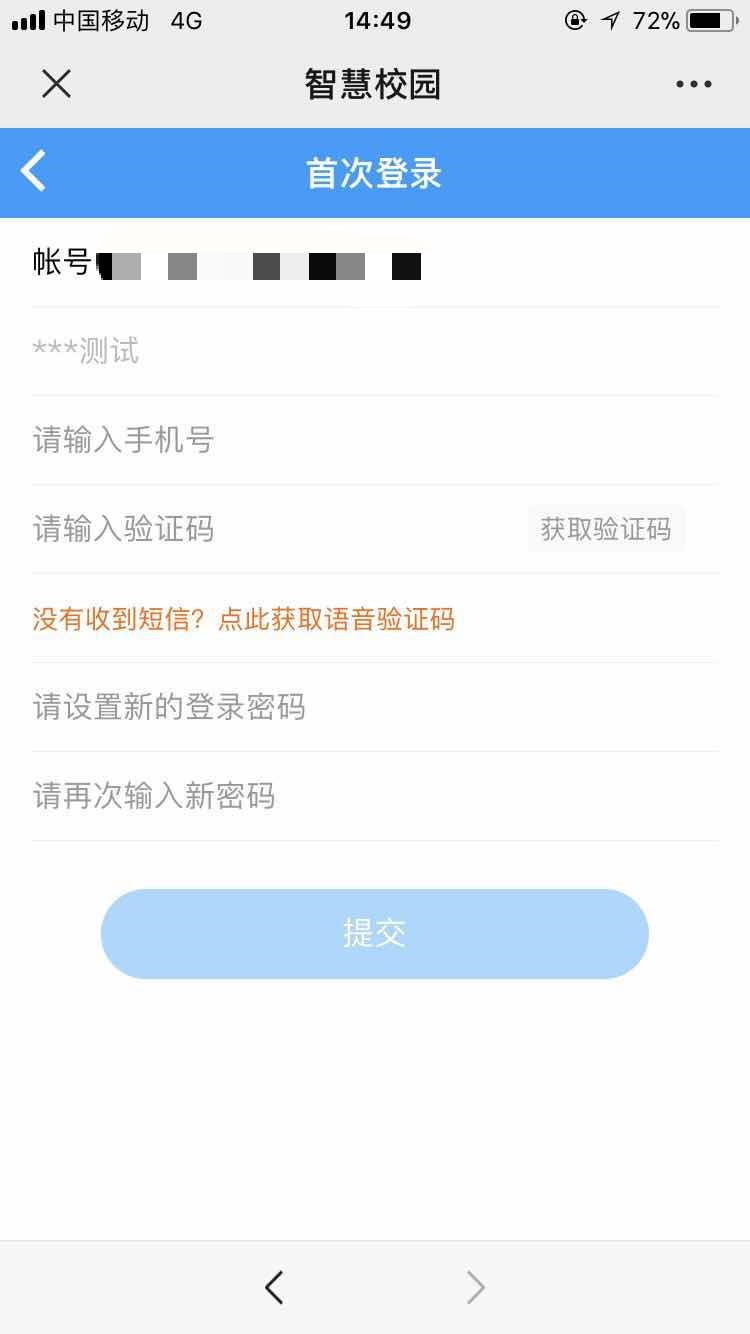 中国移动 4G 14:49 72%
智慧校园
首次登录
帐号
***测试
请输入手机号
请输入验证码 获取验证码
没有收到短信？点此获取语音验证码
请设置新的登录密码
请再次输入新密码
提交